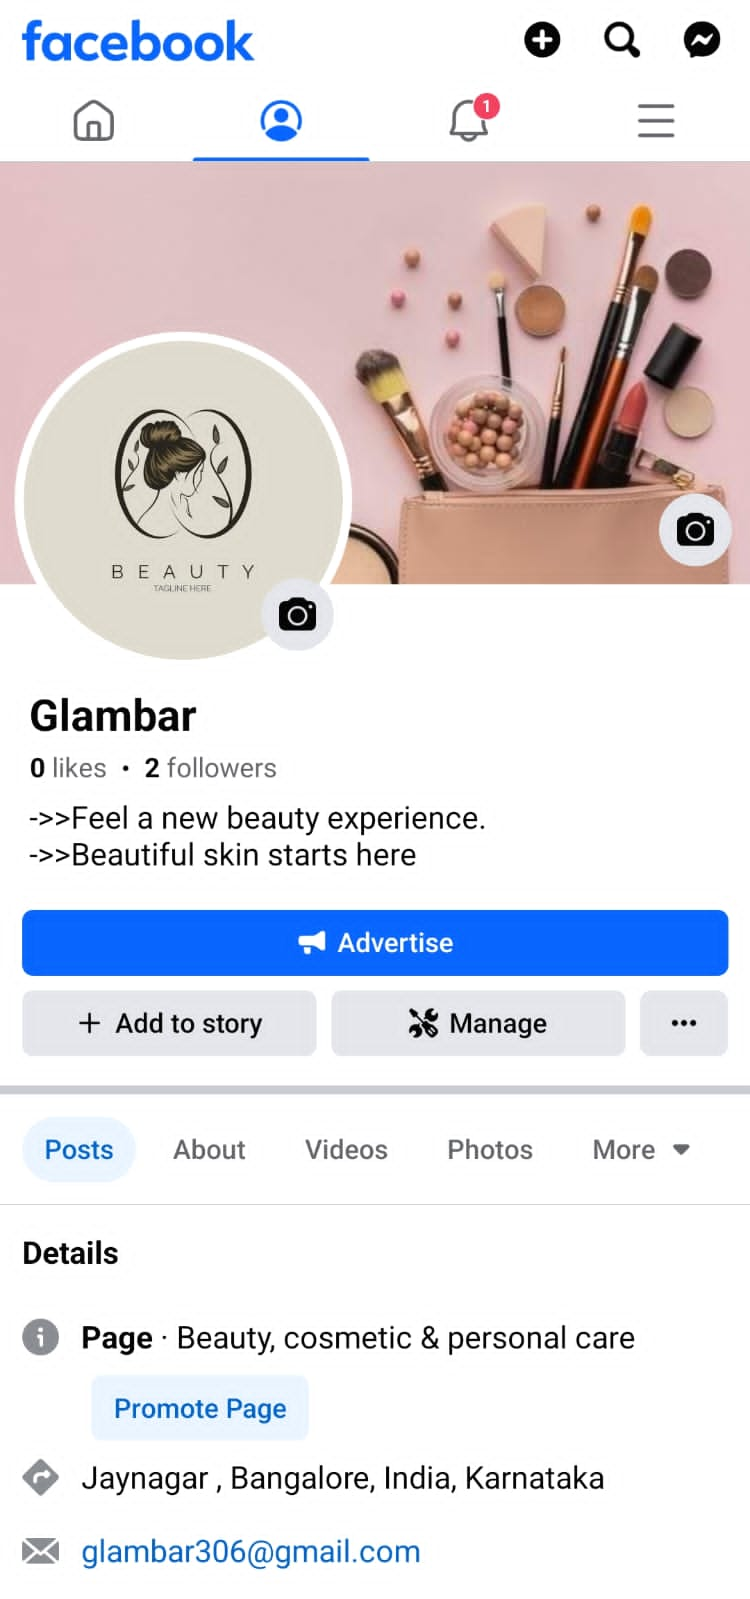 facebook
1
BEAUTY
TAGLINE HERE
Glambar
0 likes • 2 followers
->>Feel a new beauty experience.
->>Beautiful skin starts here
Advertise
+ Add to story
Manage
...
Posts
About
Videos
Photos
More
Details
Page · Beauty, cosmetic & personal care
Promote Page
Jaynagar , Bangalore, India, Karnataka
glambar306@gmail.com